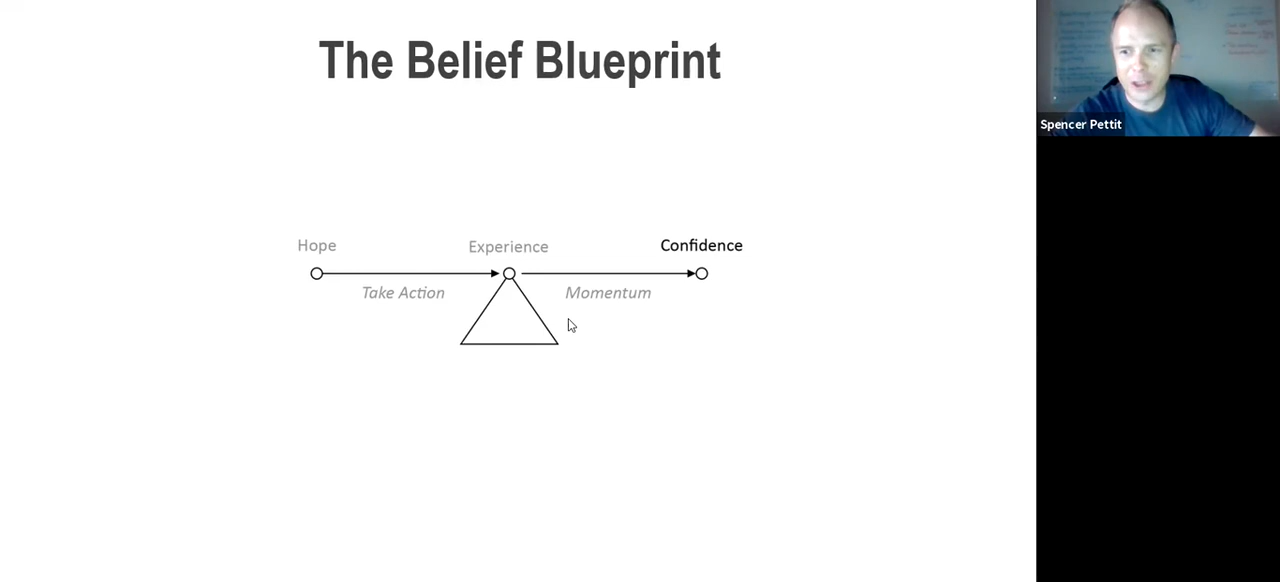 The Belief Blueprint
Spencer Pettit
Hope
Experience
Confidence
Take Action
Momentum